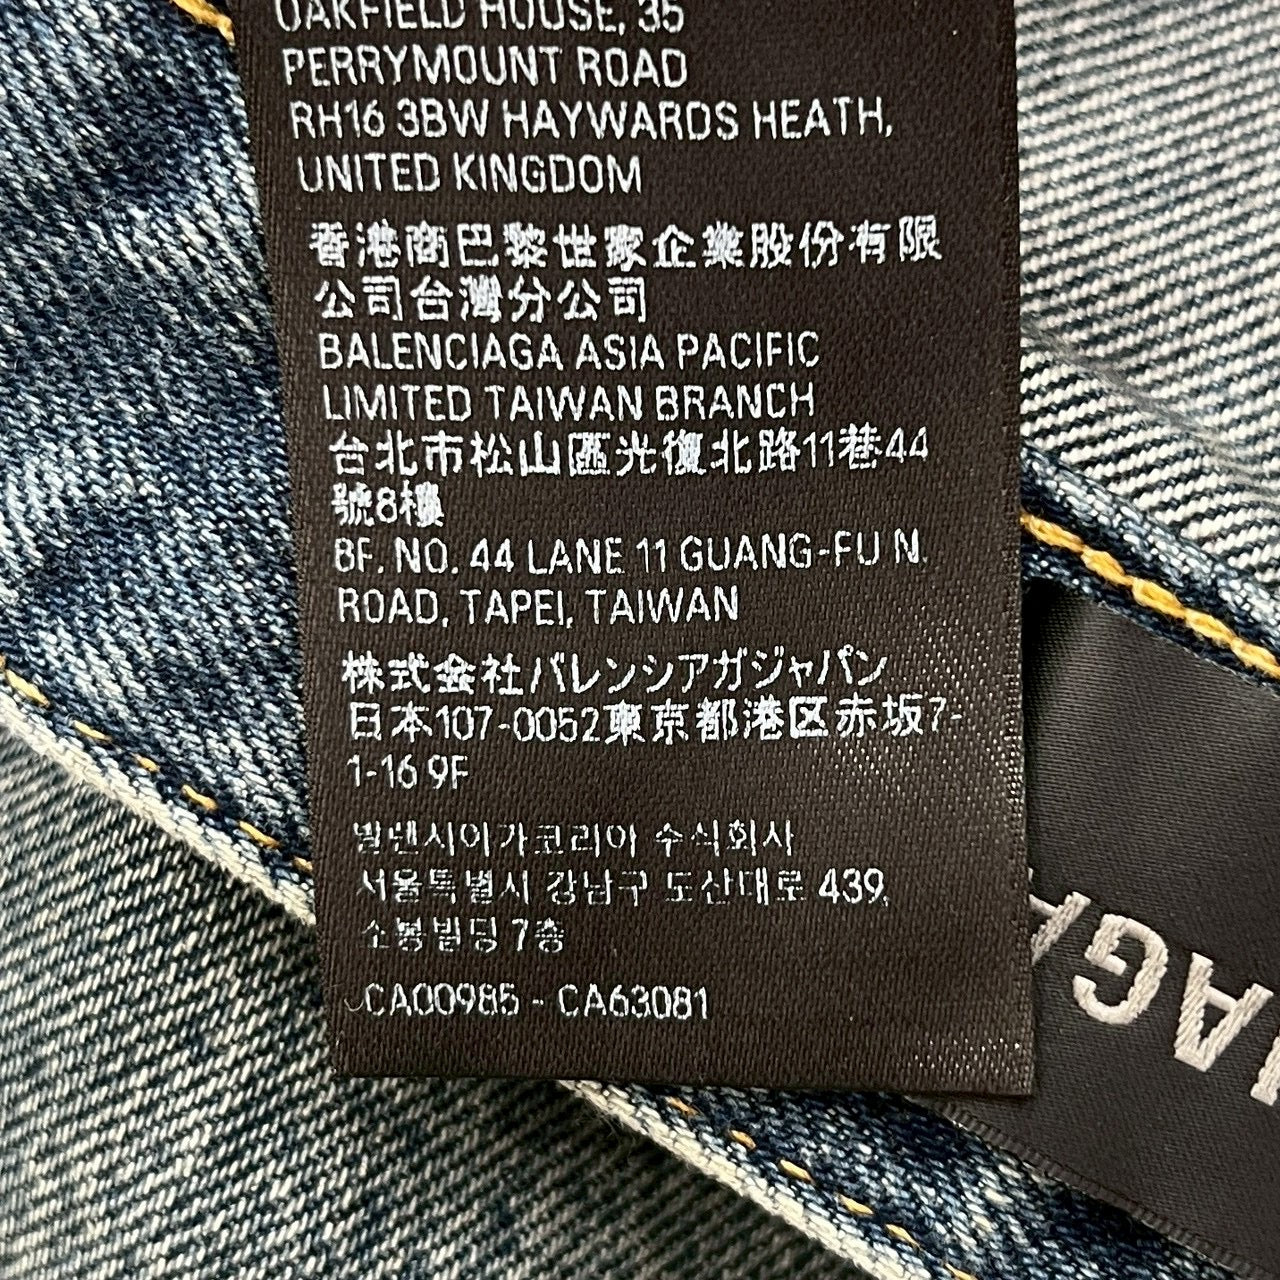 OAKFIELD HOUSE, 35
PERRYMOUNT ROAD
RH16 3BW HAYWARDS HEATH,
UNITED KINGDOM
香港商巴黎世家企業股份有限
公司台灣分公司
BALENCIAGA ASIA PACIFIC
LIMITED TAIWAN BRANCH
台北市松山區光復北路11巷44
號8樓
8F. NO. 44 LANE 11 GUANG-FU N.
ROAD, TAPEI, TAIWAN
株式会社バレンシアガジャパン
日本107-0052東京都港区赤坂7-
1-16 9F
발렌시아가코리아 주식회사
서울특별시 강남구 도산대로 439,
소봉빌딩 7층
CA00985 - CA63081
IAGA